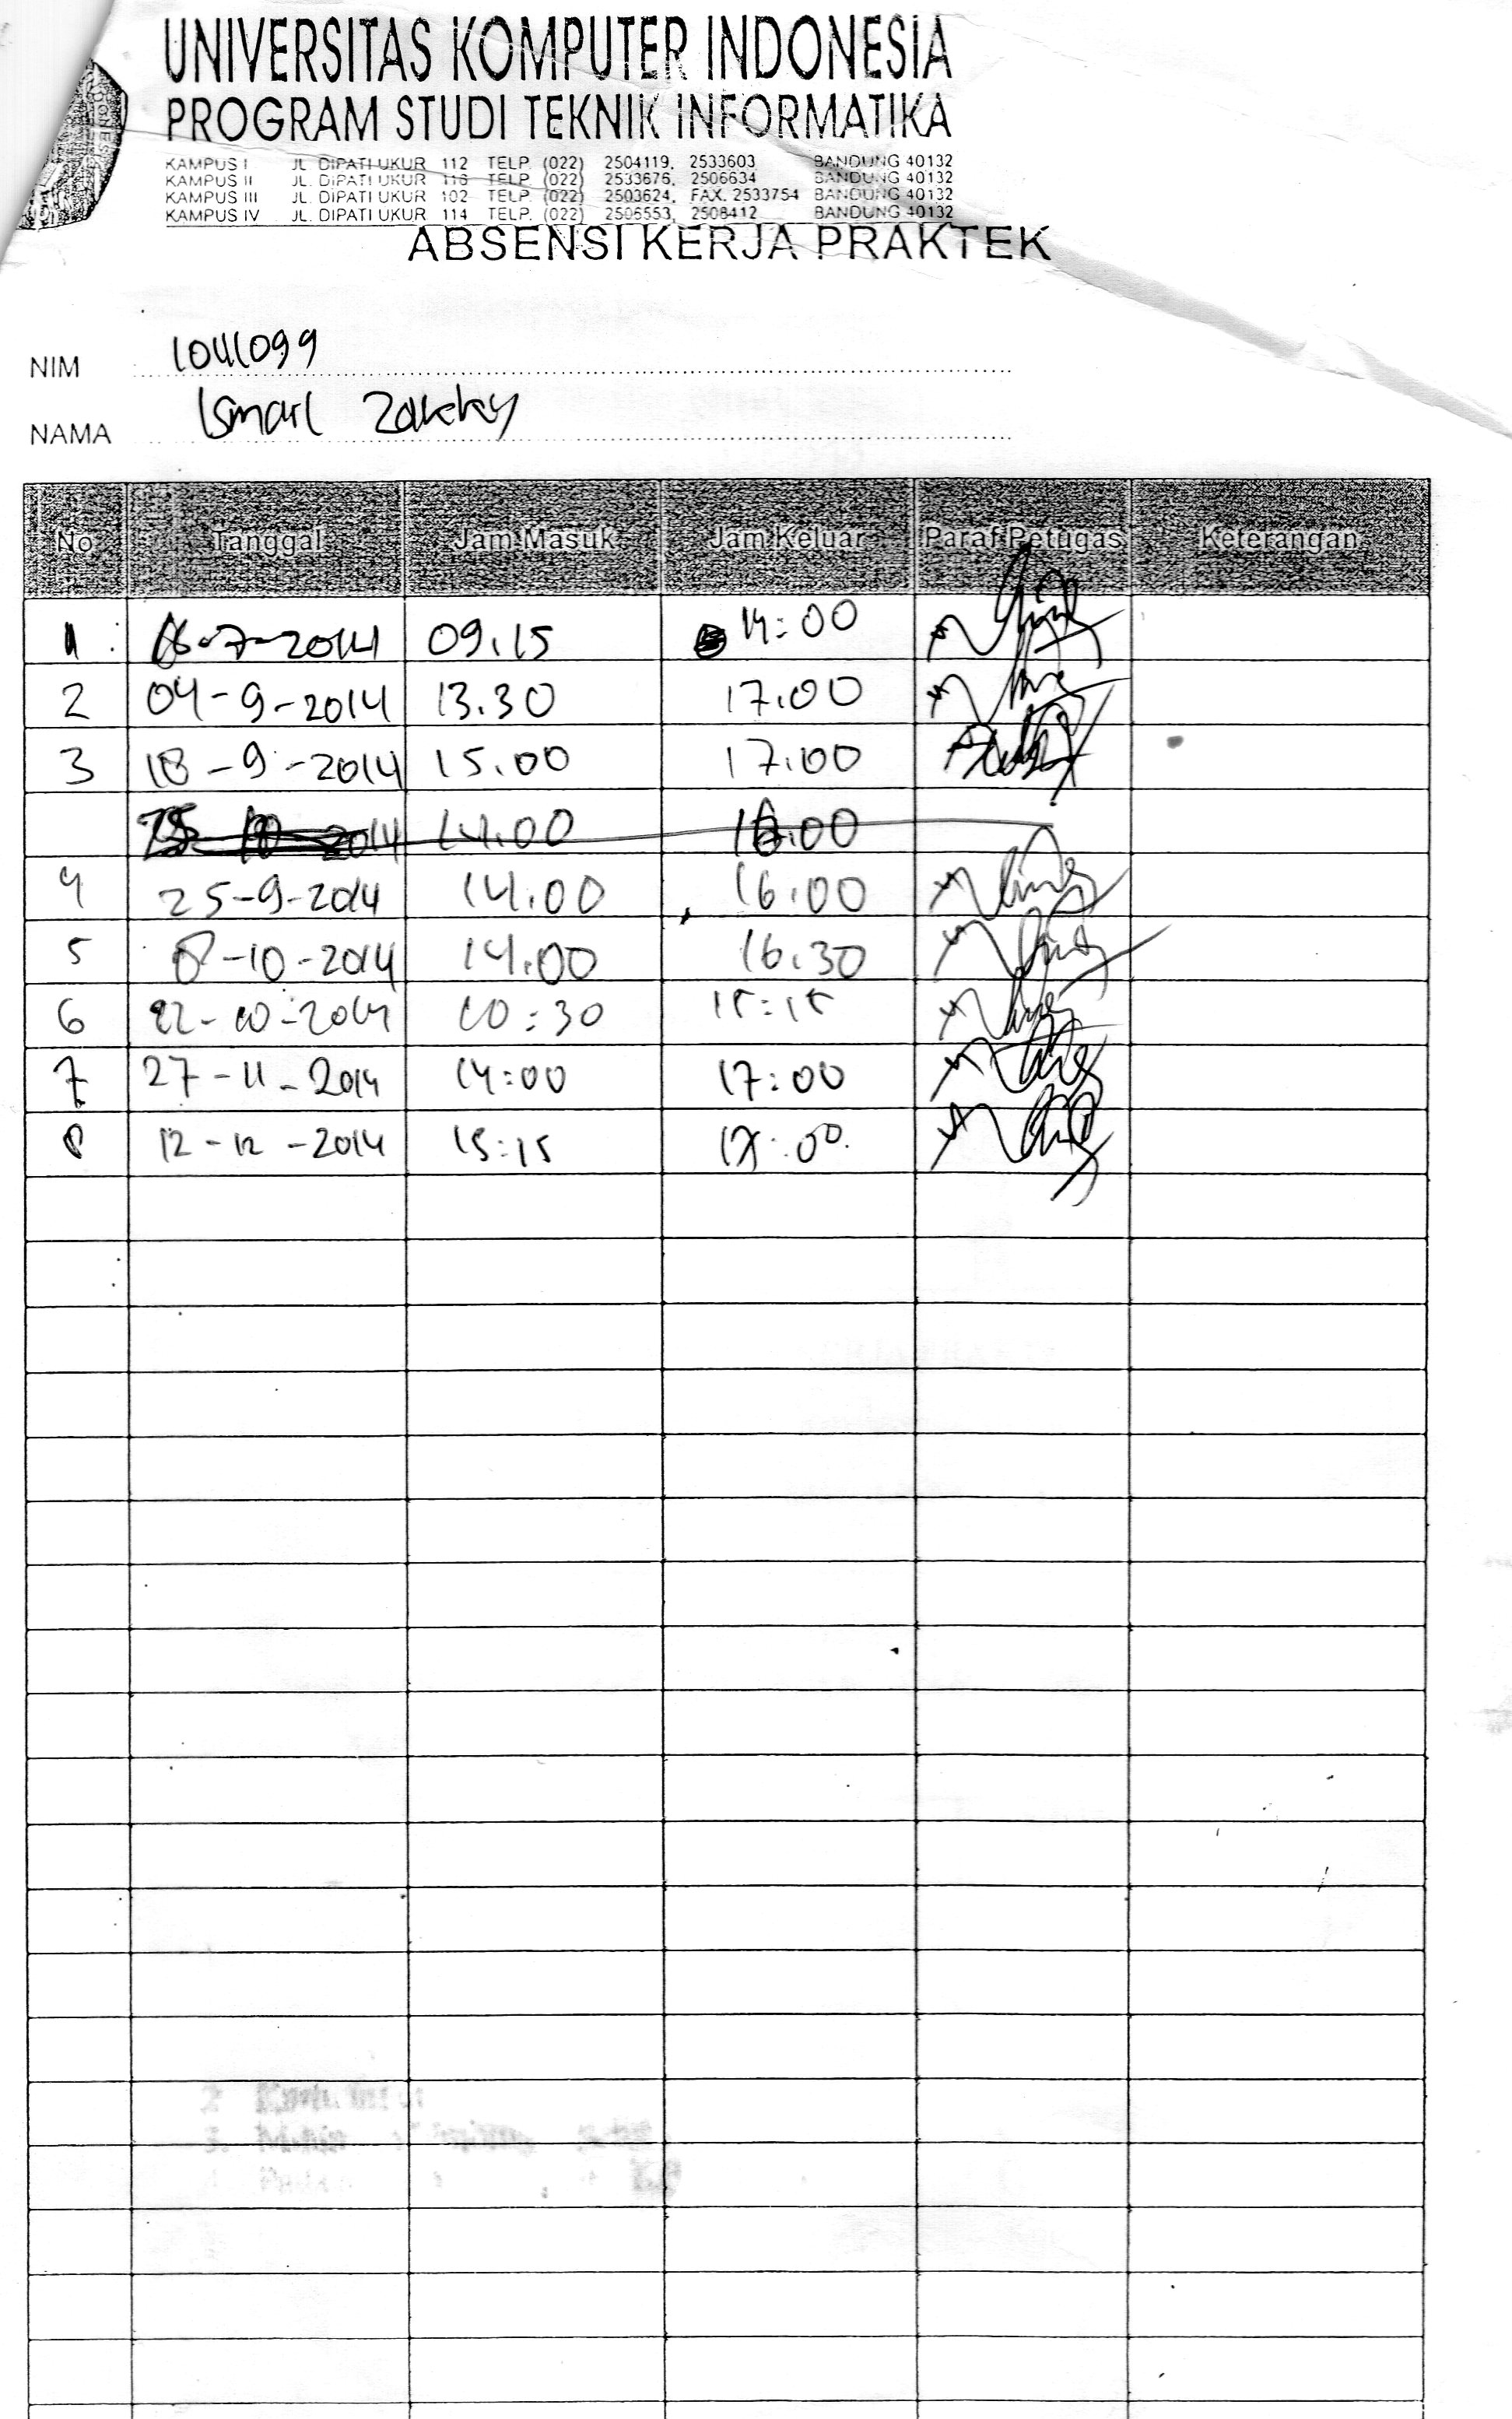 UNIVERSITAS KOMPUTER INDONESIA
PROGRAM STUDI TEKNIK INFORMATIKA
KAMPUS I JL. DIPATI UKUR 112 TELP. (022) 2504119, 2533603 BANDUNG 40132
KAMPUS II JL. DIPATI UKUR 116 TELP. (022) 2533676, 2506634 BANDUNG 40132
KAMPUS III JL. DIPATI UKUR 102 TELP. (022) 2503624, FAX. 2533754 BANDUNG 40132
KAMPUS IV JL. DIPATI UKUR 114 TELP. (022) 2506553, 2508412 BANDUNG 40132
ABSENSI KERJA PRAKTEK
NIM 1041099
NAMA Ismail Zakky
No Tanggal Jam Masuk Jam Keluar Paraf Petugas Keterangan
1 16-7-2014 09.15 14:00
2 04-9-2014 13.30 17.00
3 18-9-2014 15.00 17.00
2014 14.00 16.00
4 25-9-2014 14.00 16.00
5 8-10-2014 14.00 16.30
6 22-10-2014 10:30 15:15
7 27-11-2014 14:00 17:00
8 12-12-2014 15:15 17:00